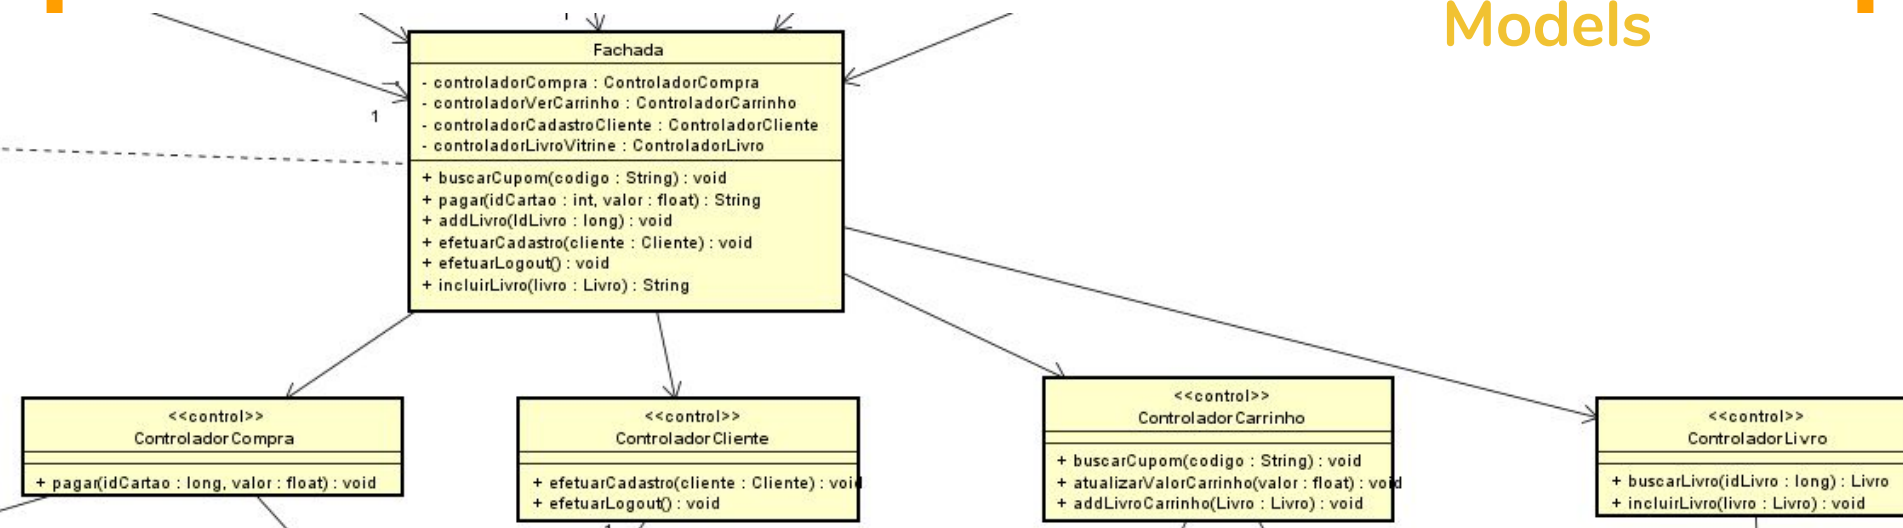 Models
1
Fachada
- controladorCompra : ControladorCompra
- controladorVerCarrinho : ControladorCarrinho
- controladorCadastroCliente : ControladorCliente
- controladorLivroVitrine : ControladorLivro
1
+ buscarCupom(codigo : String) : void
+ pagar(idCartao : int, valor : float) : String
+ addLivro(IdLivro : long) : void
+ efetuarCadastro(cliente : Cliente) : void
+ efetuarLogout() : void
+ incluirLivro(livro : Livro) : String
<<control>>
ControladorCompra
+ pagar(idCartao : long, valor : float) : void
<<control>>
ControladorCliente
+ efetuarCadastro(cliente : Cliente) : void
+ efetuarLogout() : void
<<control>>
ControladorCarrinho
+ buscarCupom(codigo : String) : void
+ atualizarValorCarrinho(valor : float) : void
+ addLivroCarrinho(Livro : Livro) : void
<<control>>
ControladorLivro
+ buscarLivro(idLivro : long) : Livro
+ incluirLivro(livro : Livro) : void